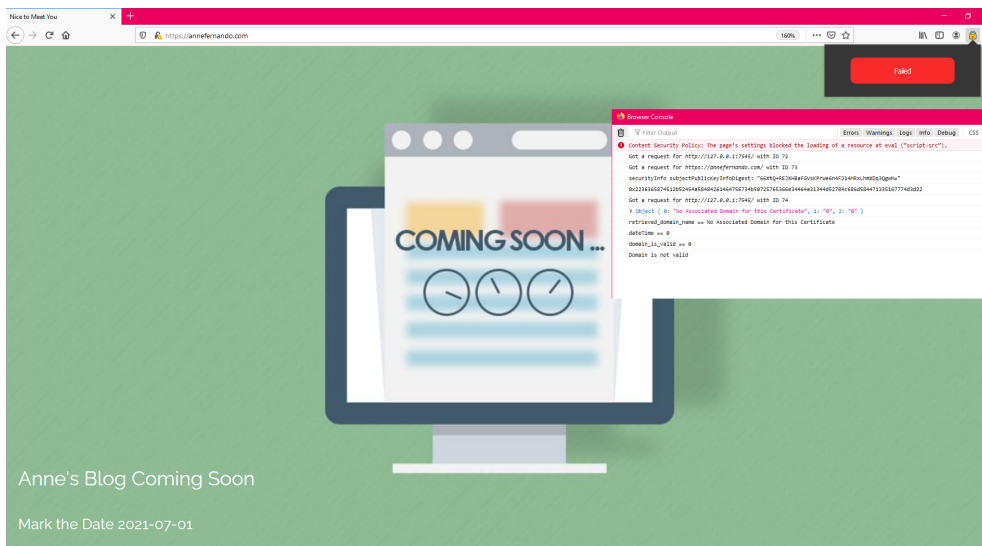 Nice to Meet You
https://annefernando.com
160%
Failed
Browser Console
Filter Output
Errors Warnings Logs Info Debug CSS
Content Security Policy: The page's settings blocked the loading of a resource at eval ("script-src").
Got a request for http://127.0.0.1:7545/ with ID 72
Got a request for https://annefernando.com/ with ID 73
securityInfo subjectPublicKeyInfoDigest:
Got a request for http://127.0.0.1:7545/ with ID 74
Object { 0: "No Associated Domain for this Certificate", 1: "0", 2: "0" }
retrieved_domain_name == No Associated Domain for this Certificate
dateTime == 0
domain_is_valid == 0
Domain is not valid
COMING SOON ...
Anne's Blog Coming Soon
Mark the Date 2021-07-01